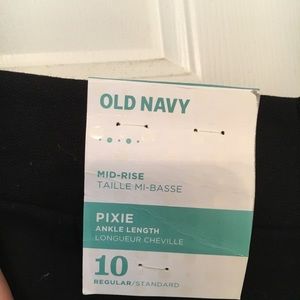 OLD NAVY
MID-RISE
TAILLE MI-BASSE
PIXIE
ANKLE LENGTH
LONGUEUR CHEVILLE
10
REGULAR/STANDARD